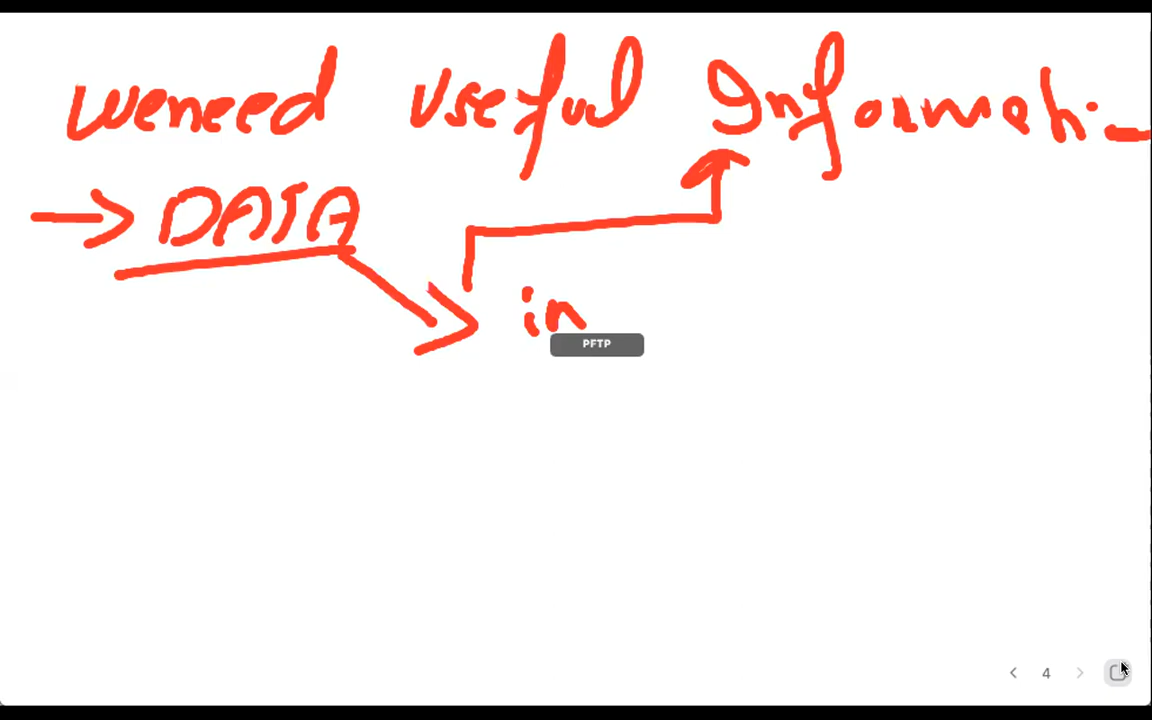 weneed useful Informati
→ DATA
in
PFTP
4